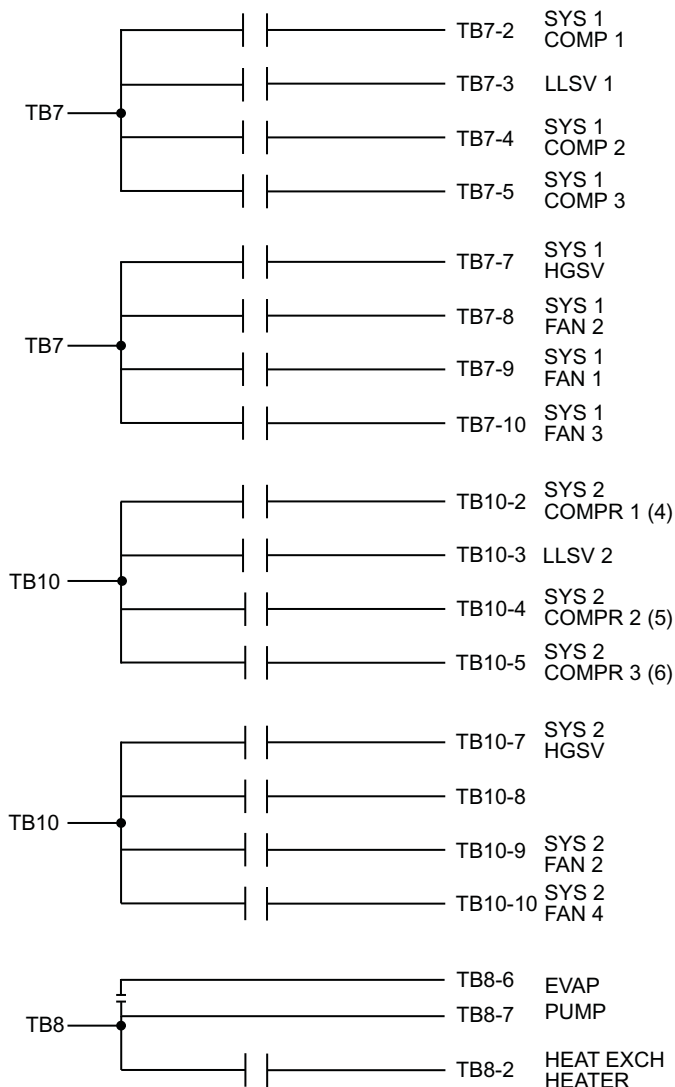 TB7
TB7-2 SYS 1
COMP 1
TB7-3 LLSV 1
TB7-4 SYS 1
COMP 2
TB7-5 SYS 1
COMP 3
TB7
TB7-7 SYS 1
HGSV
TB7-8 SYS 1
FAN 2
TB7-9 SYS 1
FAN 1
TB7-10 SYS 1
FAN 3
TB10
TB10-2 SYS 2
COMPR 1 (4)
TB10-3 LLSV 2
TB10-4 SYS 2
COMPR 2 (5)
TB10-5 SYS 2
COMPR 3 (6)
TB10
TB10-7 SYS 2
HGSV
TB10-8
TB10-9 SYS 2
FAN 2
TB10-10 SYS 2
FAN 4
TB8
TB8-6 EVAP
TB8-7 PUMP
TB8-2 HEAT EXCH
HEATER